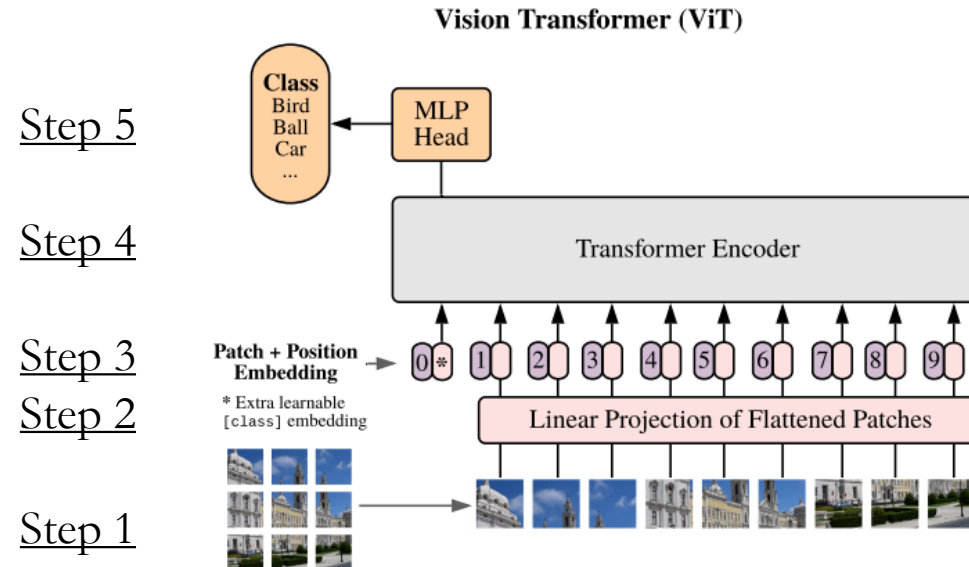 Vision Transformer (ViT)
Class
Bird
Ball
Car
...
MLP
Head
Step 5
Step 4
Transformer Encoder
Step 3
Patch + Position
Embedding
0 * 1 2 3 4 5 6 7 8 9
* Extra learnable
[class] embedding
Step 2
Linear Projection of Flattened Patches
Step 1